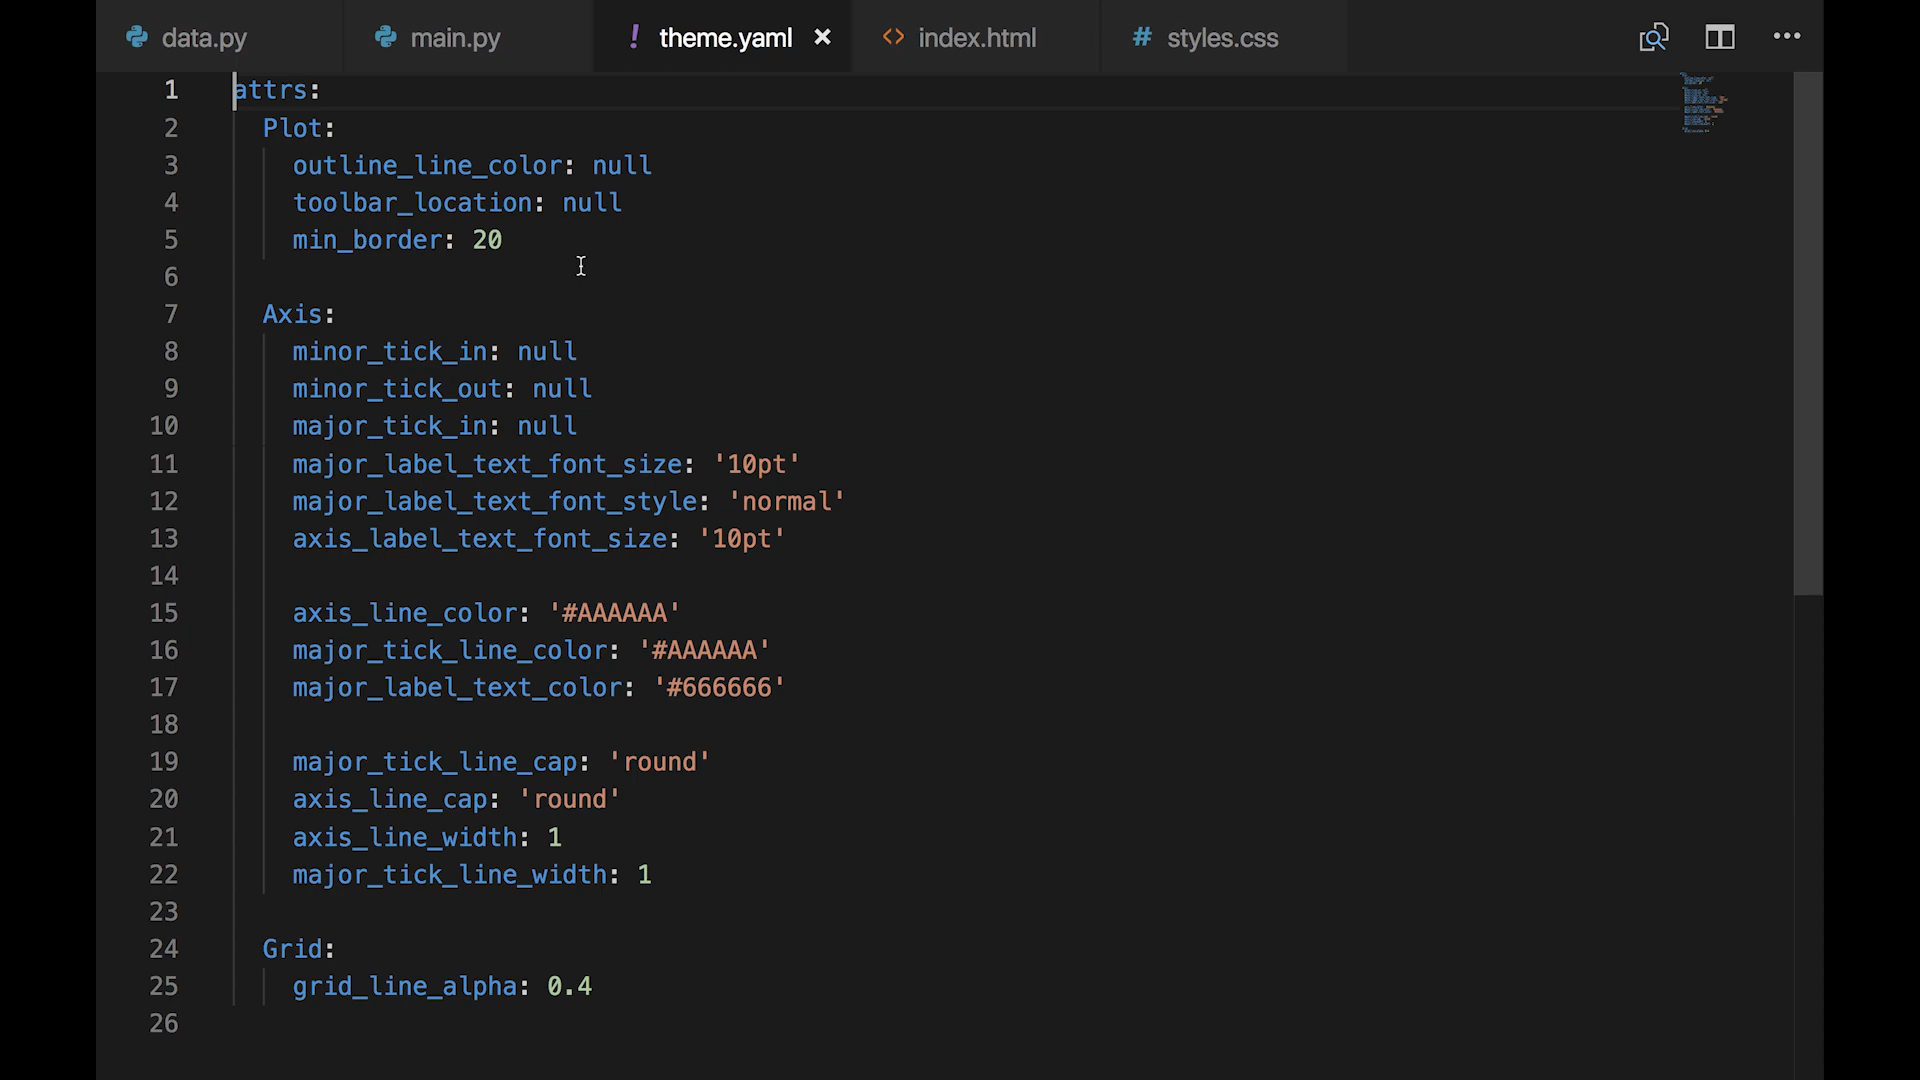 data.py main.py ! theme.yaml × <> index.html # styles.css •••
1 attrs:
2 Plot:
3 outline_line_color: null
4 toolbar_location: null
5 min_border: 20
6
7 Axis:
8 minor_tick_in: null
9 minor_tick_out: null
10 major_tick_in: null
11 major_label_text_font_size: '10pt'
12 major_label_text_font_style: 'normal'
13 axis_label_text_font_size: '10pt'
14
15 axis_line_color: '#AAAAAA'
16 major_tick_line_color: '#AAAAAA'
17 major_label_text_color: '#666666'
18
19 major_tick_line_cap: 'round'
20 axis_line_cap: 'round'
21 axis_line_width: 1
22 major_tick_line_width: 1
23
24 Grid:
25 grid_line_alpha: 0.4
26